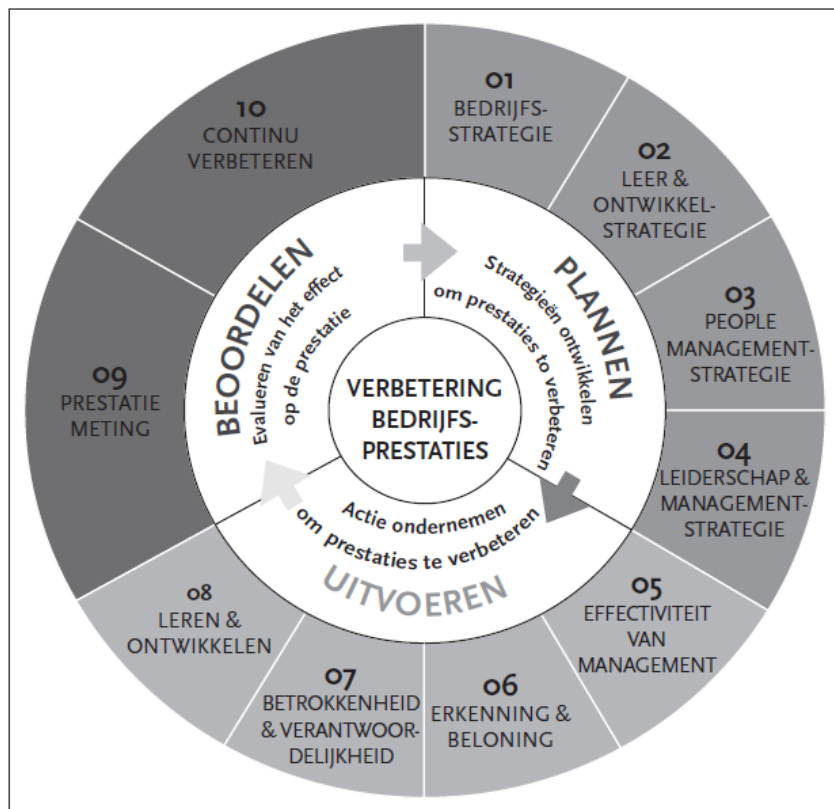 01
BEDRIJFS-
STRATEGIE
02
LEER &
ONTWIKKEL-
STRATEGIE
03
PEOPLE
MANAGEMENT-
STRATEGIE
04
LEIDERSCHAP &
MANAGEMENT-
STRATEGIE
05
EFFECTIVITEIT
VAN
MANAGEMENT
06
ERKENNING &
BELONING
07
BETROKKENHEID
& VERANTWOOR-
DELIJKHEID
08
LEREN &
ONTWIKKELEN
09
PRESTATIE
METING
10
CONTINU
VERBETEREN
PLANNEN
Strategieën ontwikkelen
om prestaties to verbeteren
UITVOEREN
Actie ondernemen
om prestaties te verbeteren
BEOORDELEN
Evalueren van het effect
op de prestatie
VERBETERING
BEDRIJFS-
PRESTATIES